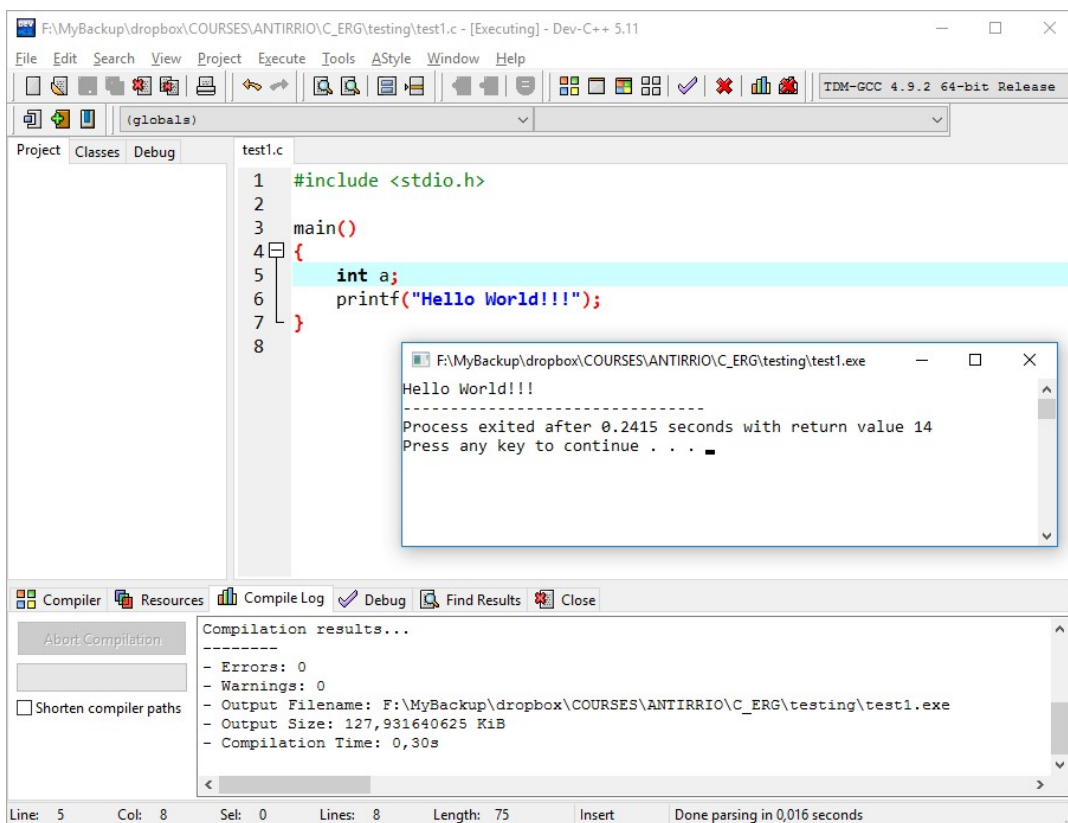 F:\MyBackup\dropbox\COURSES\ANTIRRIO\C_ERG\testing\test1.c - [Executing] - Dev-C++ 5.11
File Edit Search View Project Execute Tools AStyle Window Help
TDM-GCC 4.9.2 64-bit Release
(globals)
Project Classes Debug
test1.c
1 #include <stdio.h>
2
3 main()
4 {
5 int a;
6 printf("Hello World!!!");
7 }
8
F:\MyBackup\dropbox\COURSES\ANTIRRIO\C_ERG\testing\test1.exe
Hello World!!!
--------------------------------
Process exited after 0.2415 seconds with return value 14
Press any key to continue . . .
Compiler Resources Compile Log Debug Find Results Close
Abort Compilation
Shorten compiler paths
Compilation results...
--------
- Errors: 0
- Warnings: 0
- Output Filename: F:\MyBackup\dropbox\COURSES\ANTIRRIO\C_ERG\testing\test1.exe
- Output Size: 127,931640625 KiB
- Compilation Time: 0,30s
Line: 5 Col: 8 Sel: 0 Lines: 8 Length: 75 Insert Done parsing in 0,016 seconds